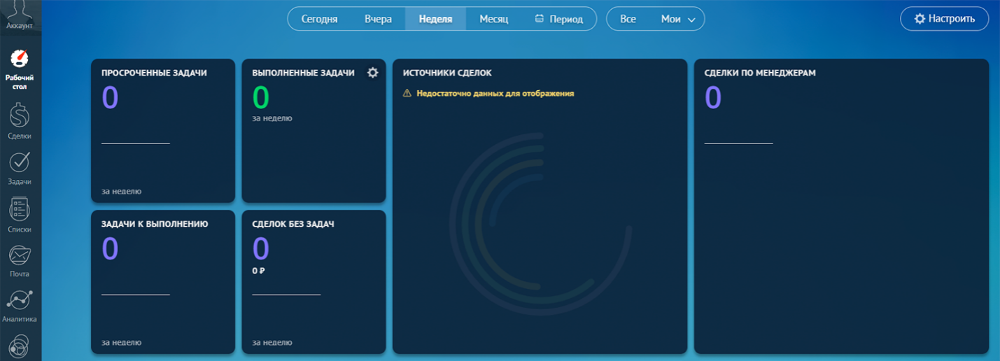 Аккаунт
Рабочий
стол
Сделки
Задачи
Списки
Почта
Аналитика
Сегодня Вчера Неделя Месяц Период Все Мои Настроить
ПРОСРОЧЕННЫЕ ЗАДАЧИ
0
за неделю
ВЫПОЛНЕННЫЕ ЗАДАЧИ
0
за неделю
ИСТОЧНИКИ СДЕЛОК
Недостаточно данных для отображения
СДЕЛКИ ПО МЕНЕДЖЕРАМ
0
ЗАДАЧИ К ВЫПОЛНЕНИЮ
0
за неделю
СДЕЛОК БЕЗ ЗАДАЧ
0
0 ₽
за неделю